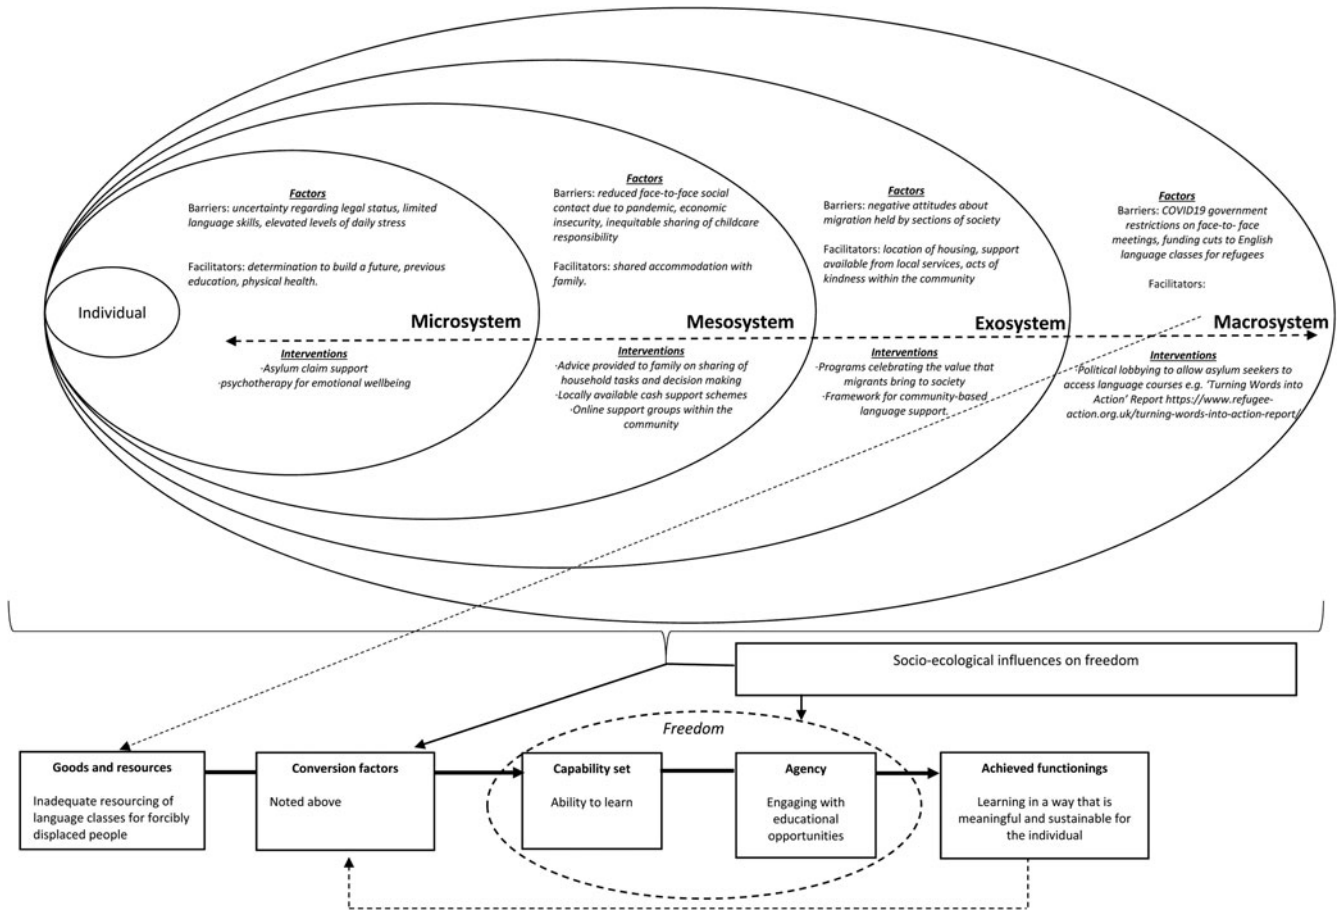 Factors
Barriers: uncertainty regarding legal status, limited
language skills, elevated levels of daily stress
Facilitators: determination to build a future, previous
education, physical health.
Individual
Microsystem
Interventions
·Asylum claim support
·psychotherapy for emotional wellbeing
Factors
Barriers: reduced face-to-face social
contact due to pandemic, economic
insecurity, inequitable sharing of childcare
responsibility
Facilitators: shared accommodation with
family.
Mesosystem
Interventions
·Advice provided to family on sharing of
household tasks and decision making
·Locally available cash support schemes
·Online support groups within the
community
Factors
Barriers: negative attitudes about
migration held by sections of society
Facilitators: location of housing, support
available from local services, acts of
kindness within the community
Exosystem
Interventions
·Programs celebrating the value that
migrants bring to society
·Framework for community-based
language support.
Factors
Barriers: COVID19 government
restrictions on face-to- face
meetings, funding cuts to English
language classes for refugees
Facilitators:
Macrosystem
Interventions
·Political lobbying to allow asylum seekers to
access language courses e.g. ‘Turning Words into
Action’ Report https://www.refugee-
action.org.uk/turning-words-into-action-report/
Socio-ecological influences on freedom
Freedom
Goods and resources
Inadequate resourcing of
language classes for forcibly
displaced people
Conversion factors
Noted above
Capability set
Ability to learn
Agency
Engaging with
educational
opportunities
Achieved functionings
Learning in a way that is
meaningful and sustainable for
the individual